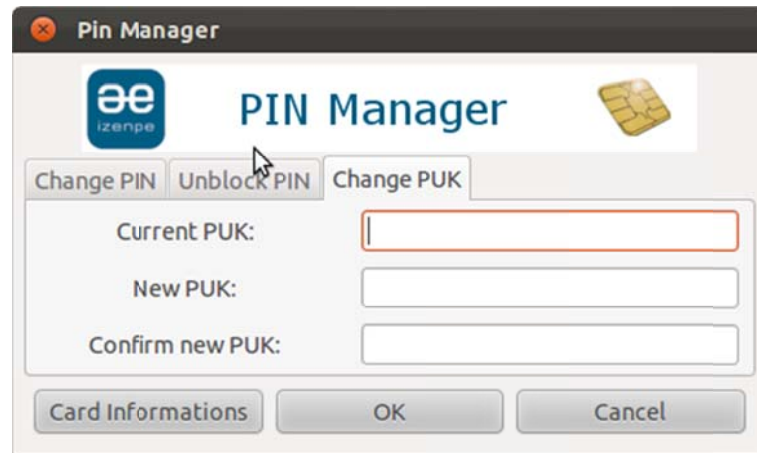 Pin Manager
izenpe
PIN Manager
Change PIN Unblock PIN Change PUK
Current PUK:
New PUK:
Confirm new PUK:
Card Informations OK Cancel